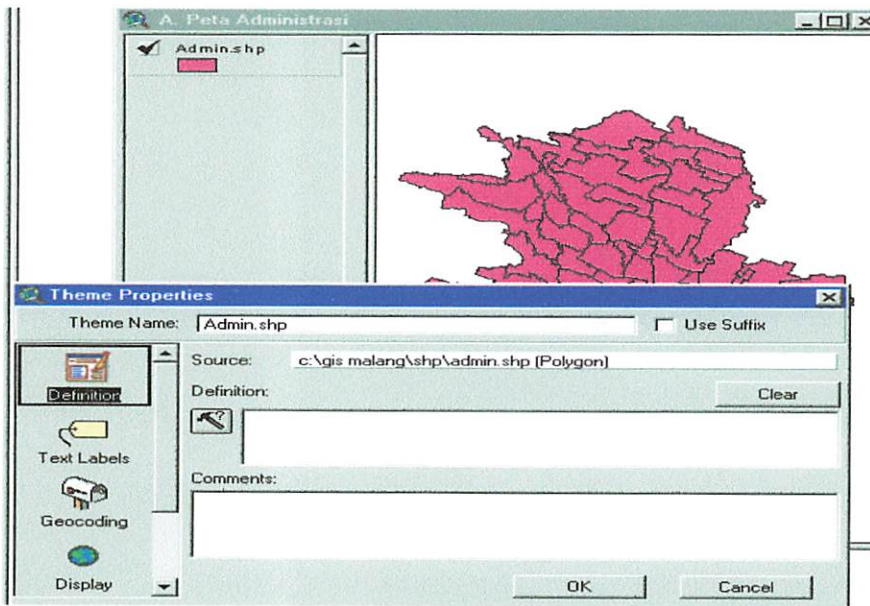 A. Peta Administrasi
Admin.shp
Theme Properties
Theme Name: Admin.shp Use Suffix
Source: c:\gis malang\shp\admin.shp (Polygon)
Definition
Definition: Clear
Text Labels
Comments:
Geocoding
Display
OK Cancel